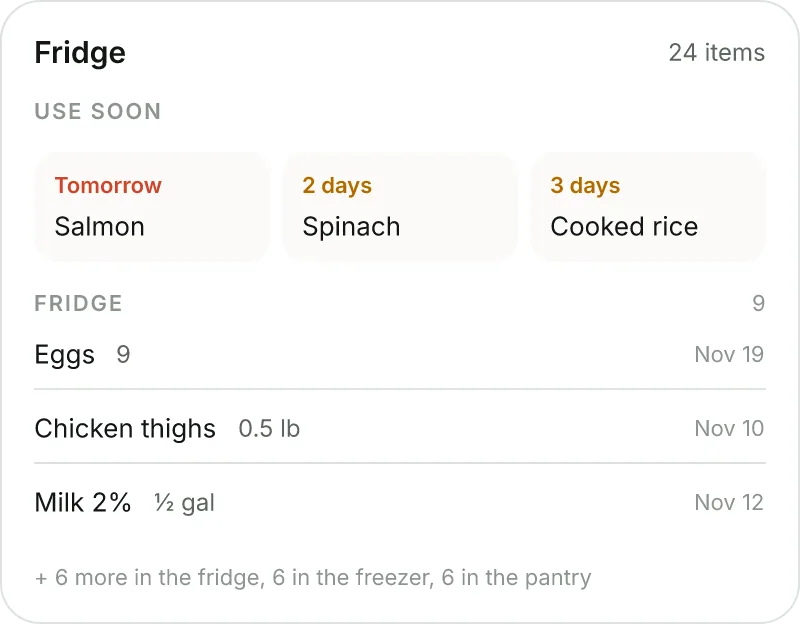 Fridge 24 items
USE SOON
Tomorrow 2 days 3 days
Salmon Spinach Cooked rice
FRIDGE 9
Eggs 9 Nov 19
Chicken thighs 0.5 lb Nov 10
Milk 2% ½ gal Nov 12
+ 6 more in the fridge, 6 in the freezer, 6 in the pantry